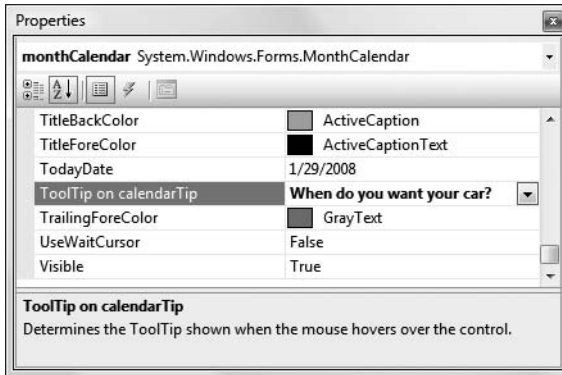 Properties
monthCalendar System.Windows.Forms.MonthCalendar
TitleBackColor ActiveCaption
TitleForeColor ActiveCaptionText
TodayDate 1/29/2008
ToolTip on calendarTip When do you want your car?
TrailingForeColor GrayText
UseWaitCursor False
Visible True
ToolTip on calendarTip
Determines the ToolTip shown when the mouse hovers over the control.